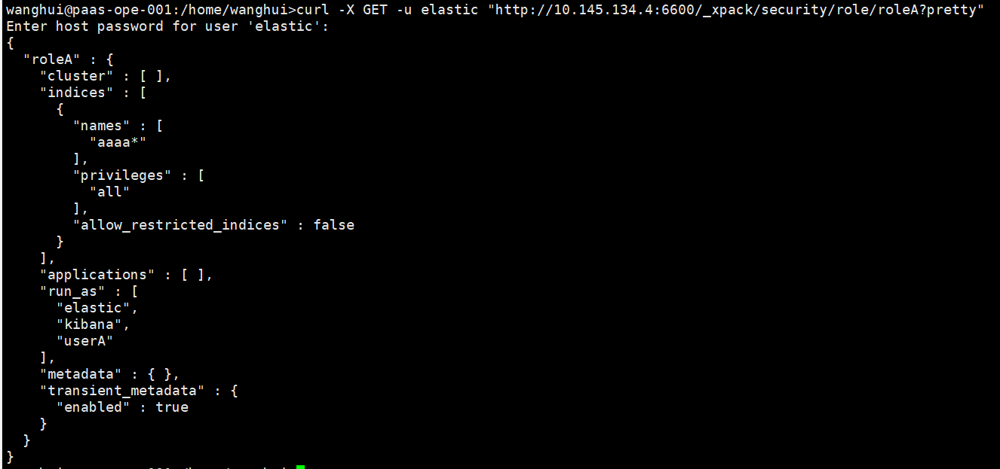 wanghui@paas-ope-001:/home/wanghui>curl -X GET -u elastic "http://10.145.134.4:6600/_xpack/security/role/roleA?pretty"
Enter host password for user 'elastic':
{
  "roleA" : {
    "cluster" : [ ],
    "indices" : [
      {
        "names" : [
          "aaaa*"
        ],
        "privileges" : [
          "all"
        ],
        "allow_restricted_indices" : false
      }
    ],
    "applications" : [ ],
    "run_as" : [
      "elastic",
      "kibana",
      "userA"
    ],
    "metadata" : { },
    "transient_metadata" : {
      "enabled" : true
    }
  }
}